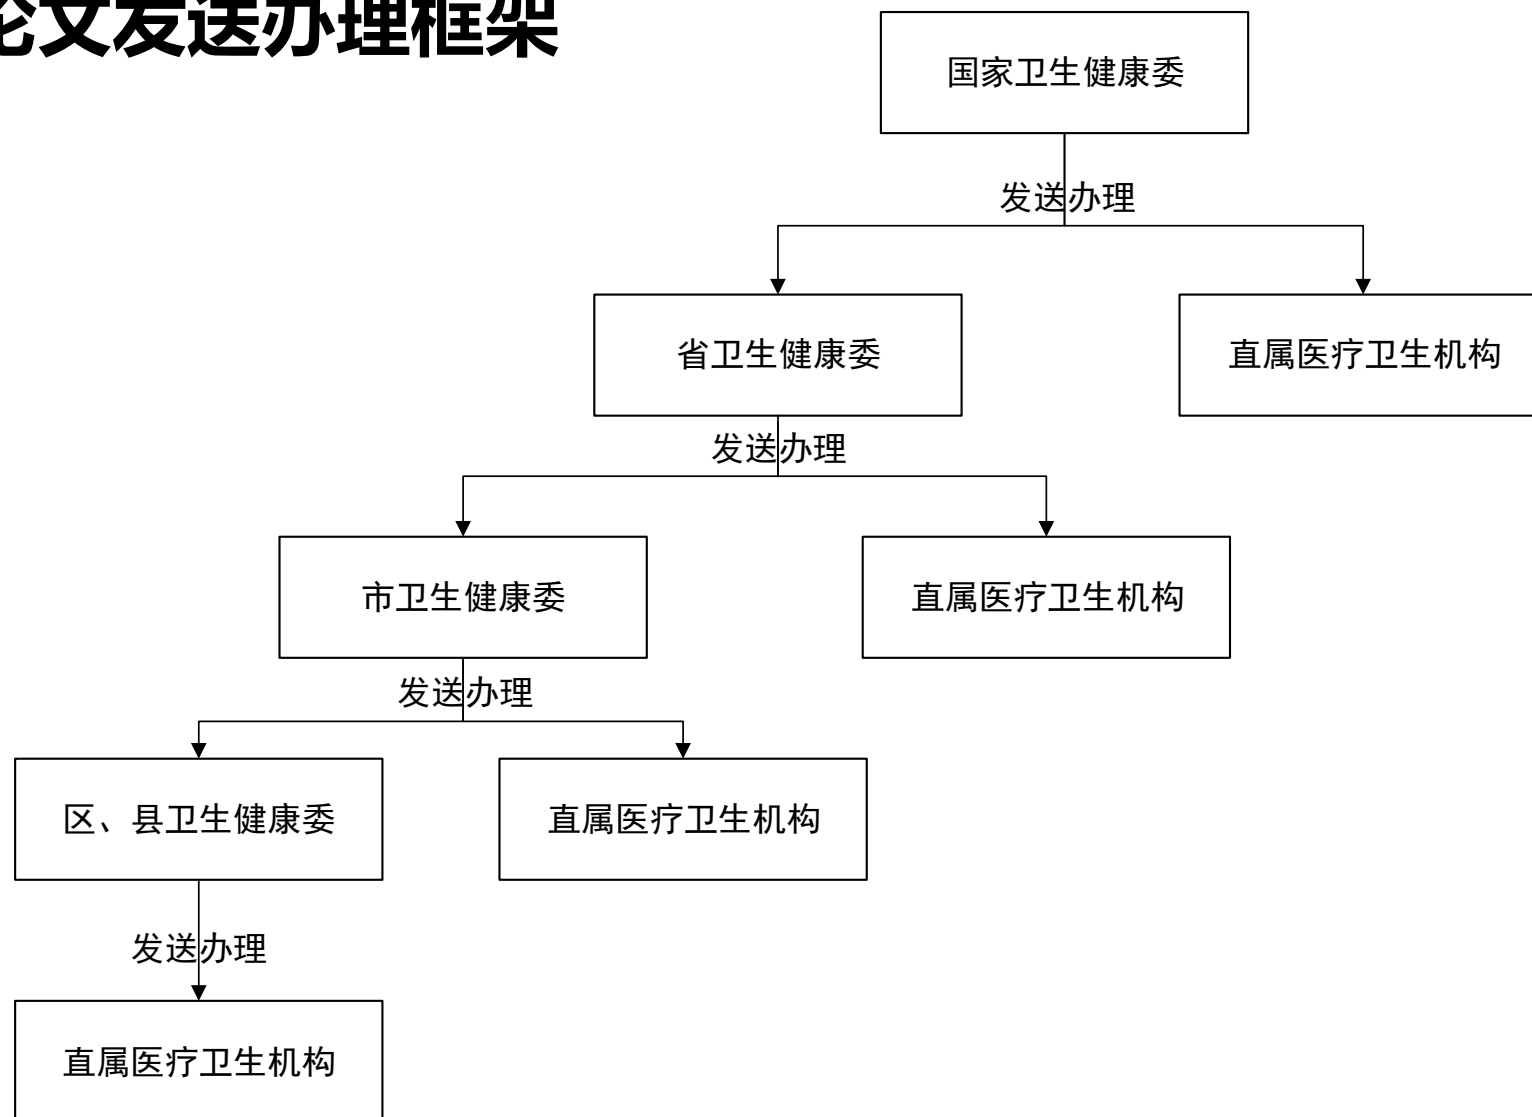 论文发送办理框架
国家卫生健康委
发送办理
省卫生健康委
直属医疗卫生机构
发送办理
市卫生健康委
直属医疗卫生机构
发送办理
区、县卫生健康委
直属医疗卫生机构
发送办理
直属医疗卫生机构